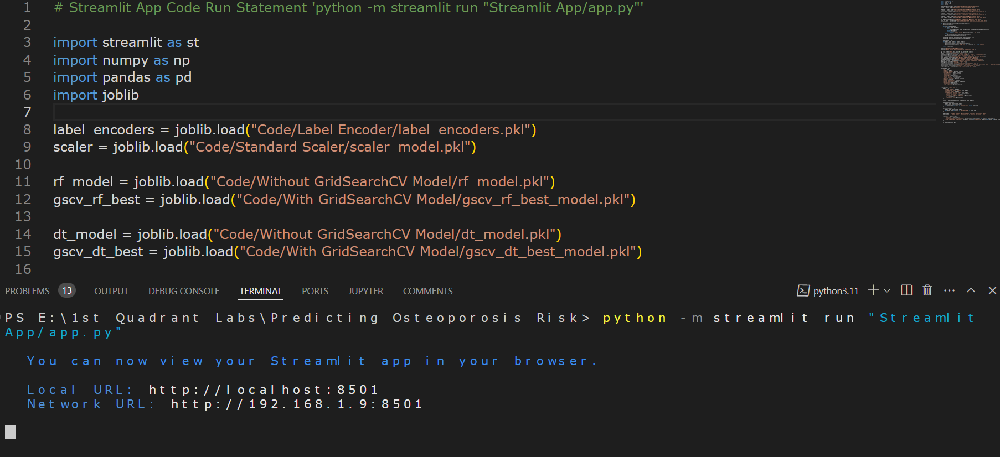 1 # Streamlit App Code Run Statement 'python -m streamlit run "Streamlit App/app.py"'
2
3 import streamlit as st
4 import numpy as np
5 import pandas as pd
6 import joblib
7
8 label_encoders = joblib.load("Code/Label Encoder/label_encoders.pkl")
9 scaler = joblib.load("Code/Standard Scaler/scaler_model.pkl")
10
11 rf_model = joblib.load("Code/Without GridSearchCV Model/rf_model.pkl")
12 gscv_rf_best = joblib.load("Code/With GridSearchCV Model/gscv_rf_best_model.pkl")
13
14 dt_model = joblib.load("Code/Without GridSearchCV Model/dt_model.pkl")
15 gscv_dt_best = joblib.load("Code/With GridSearchCV Model/gscv_dt_best_model.pkl")
16
PROBLEMS 13 OUTPUT DEBUG CONSOLE TERMINAL PORTS JUPYTER COMMENTS python3.11
PS E:\1st Quadrant Labs\Predicting Osteoporosis Risk> python -m streamlit run "Streamlit
App/app.py"
You can now view your Streamlit app in your browser.
Local URL: http://localhost:8501
Network URL: http://192.168.1.9:8501